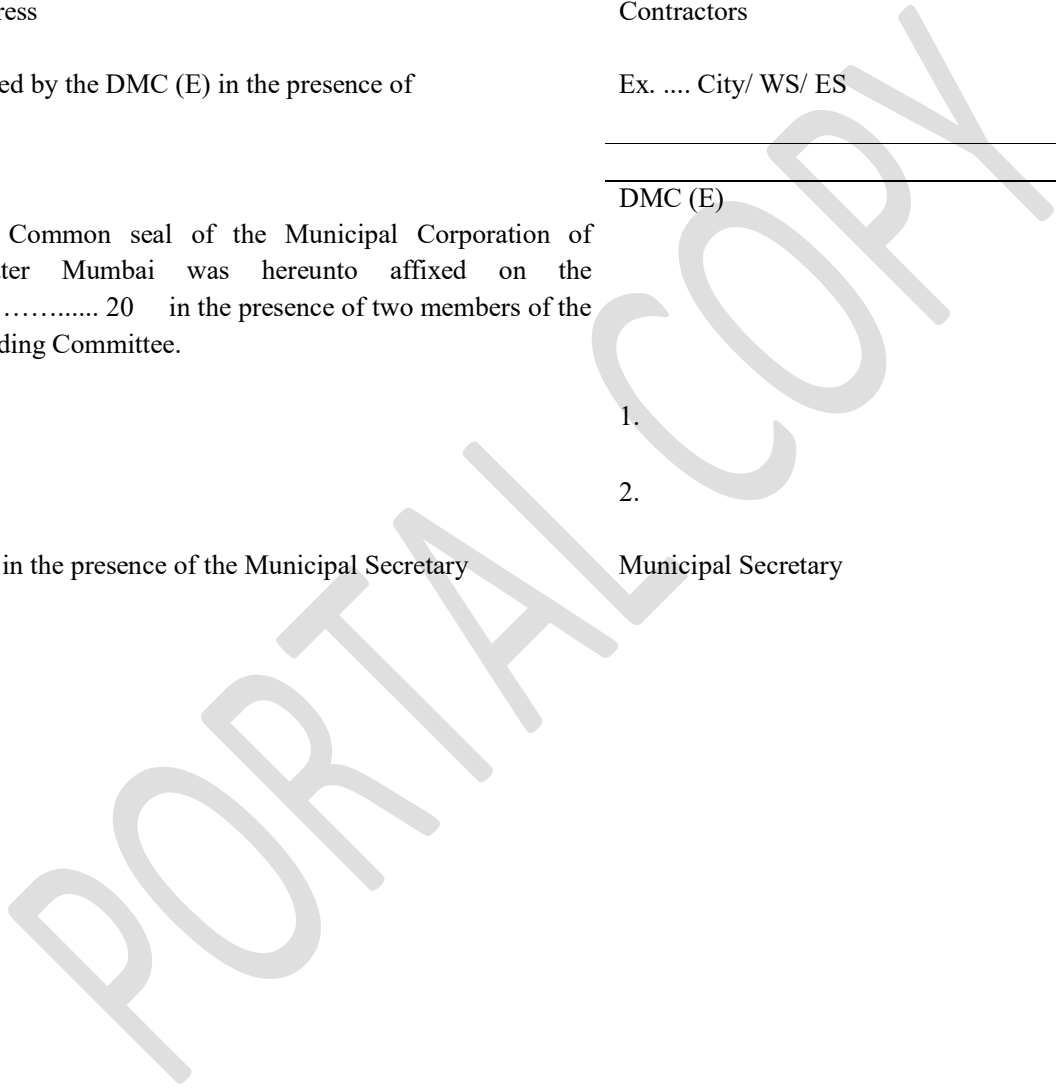 ress
Contractors
ed by the DMC (E) in the presence of
Ex. .... City/ WS/ ES
DMC (E)
Common seal of the Municipal Corporation of
ter Mumbai was hereunto affixed on the
……...... 20 in the presence of two members of the
ding Committee.
1.
2.
in the presence of the Municipal Secretary
Municipal Secretary
PORTAL COPY